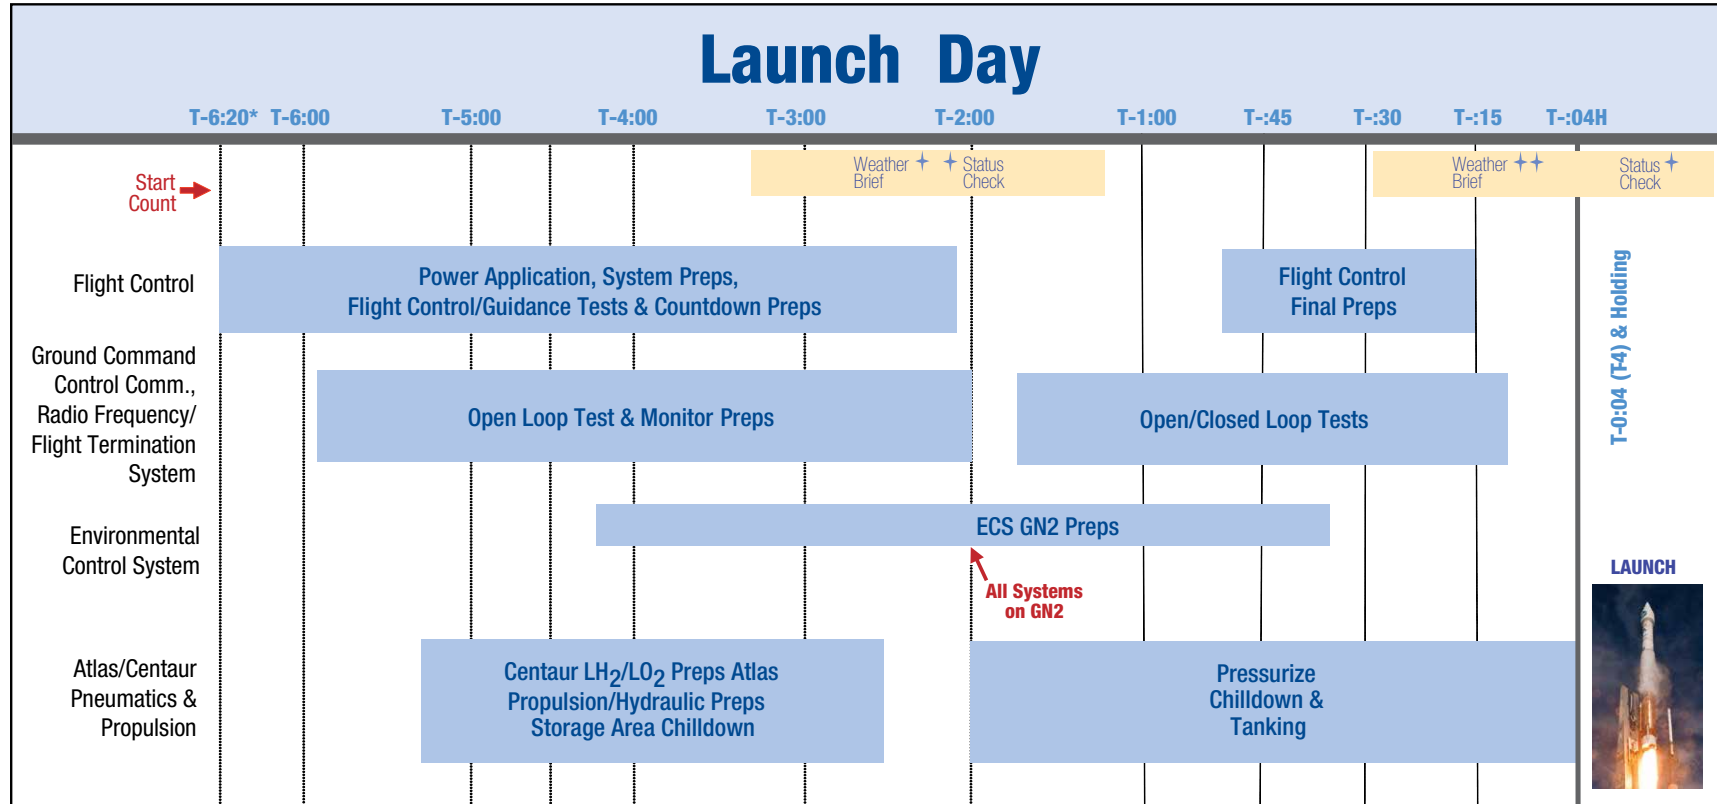 Launch Day
T-6:20* T-6:00 T-5:00 T-4:00 T-3:00 T-2:00 T-1:00 T-:45 T-:30 T-:15 T-:04H
Start
Count
Weather
Brief
Status
Check
Weather
Brief
Status
Check
Flight Control
Power Application, System Preps,
Flight Control/Guidance Tests & Countdown Preps
Flight Control
Final Preps
T-0:04 (T-4) & Holding
Ground Command
Control Comm.,
Radio Frequency/
Flight Termination
System
Open Loop Test & Monitor Preps
Open/Closed Loop Tests
Environmental
Control System
ECS GN2 Preps
All Systems
on GN2
LAUNCH
Atlas/Centaur
Pneumatics &
Propulsion
Centaur LH2/LO2 Preps Atlas
Propulsion/Hydraulic Preps
Storage Area Chilldown
Pressurize
Chilldown &
Tanking